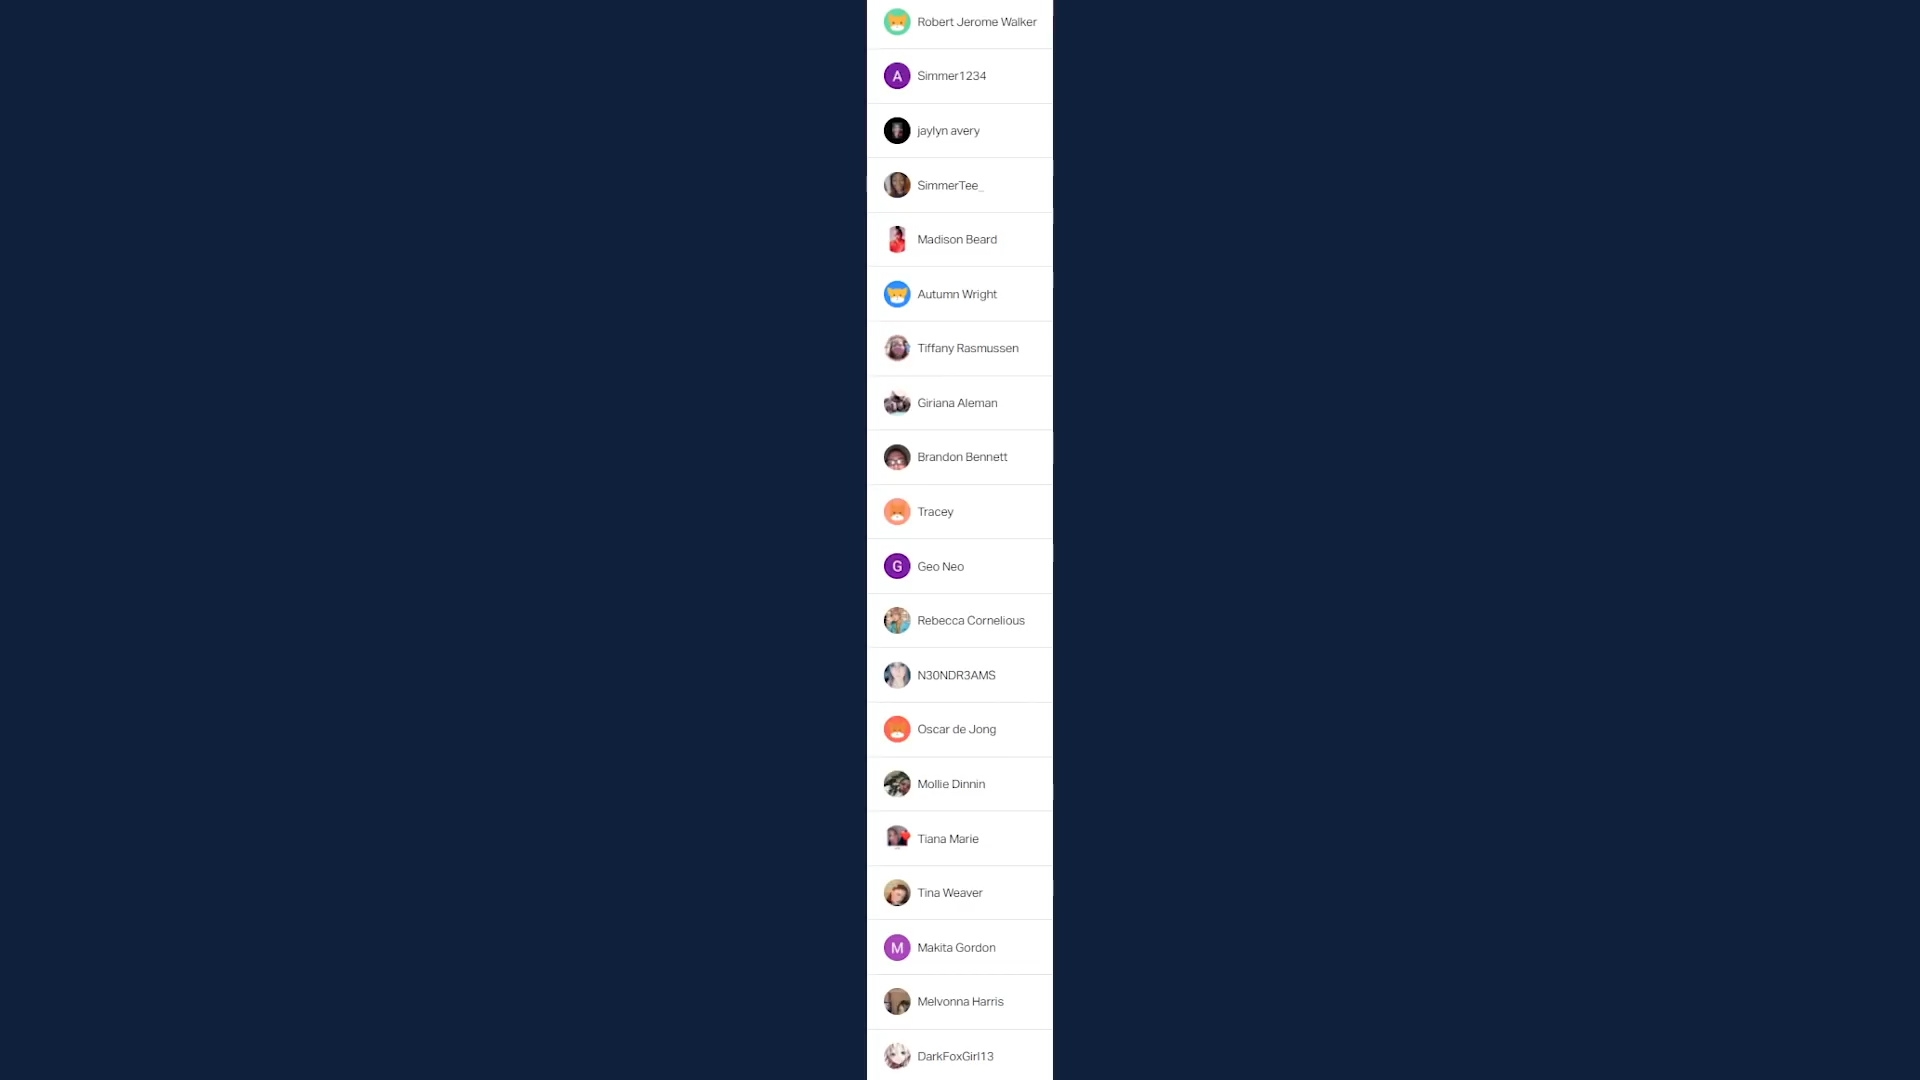 Robert Jerome Walker
A
Simmer1234
jaylyn avery
SimmerTee_
Madison Beard
Autumn Wright
Tiffany Rasmussen
Giriana Aleman
Brandon Bennett
Tracey
G
Geo Neo
Rebecca Cornelious
N30NDR3AMS
Oscar de Jong
Mollie Dinnin
Tiana Marie
Tina Weaver
M
Makita Gordon
Melvonna Harris
DarkFoxGirl13